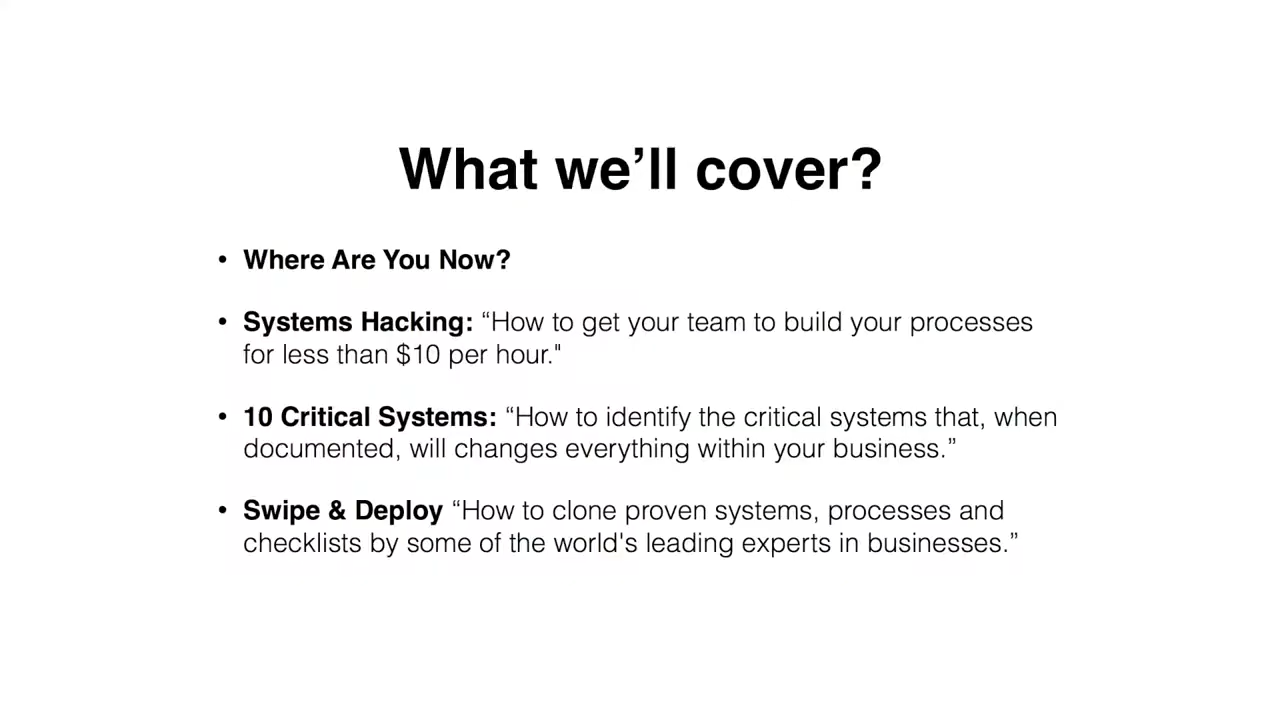 What we’ll cover?
• Where Are You Now?
• Systems Hacking: “How to get your team to build your processes
for less than $10 per hour."
• 10 Critical Systems: “How to identify the critical systems that, when
documented, will changes everything within your business.”
• Swipe & Deploy “How to clone proven systems, processes and
checklists by some of the world's leading experts in businesses.”